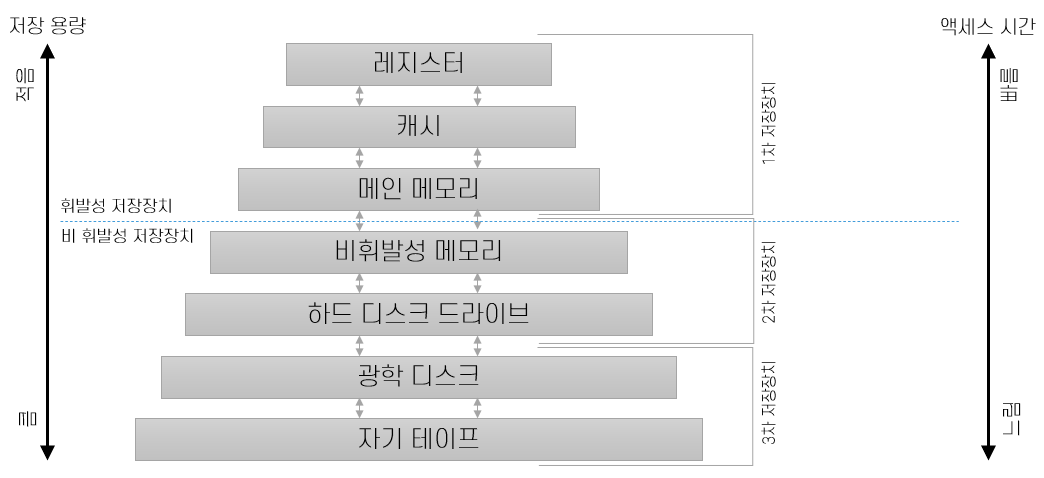 저장 용량
액세스 시간
적음
빠름
레지스터
캐시
메인 메모리
1차 저장장치
휘발성 저장장치
비 휘발성 저장장치
비휘발성 메모리
하드 디스크 드라이브
2차 저장장치
광학 디스크
자기 테이프
3차 저장장치
큼
느림